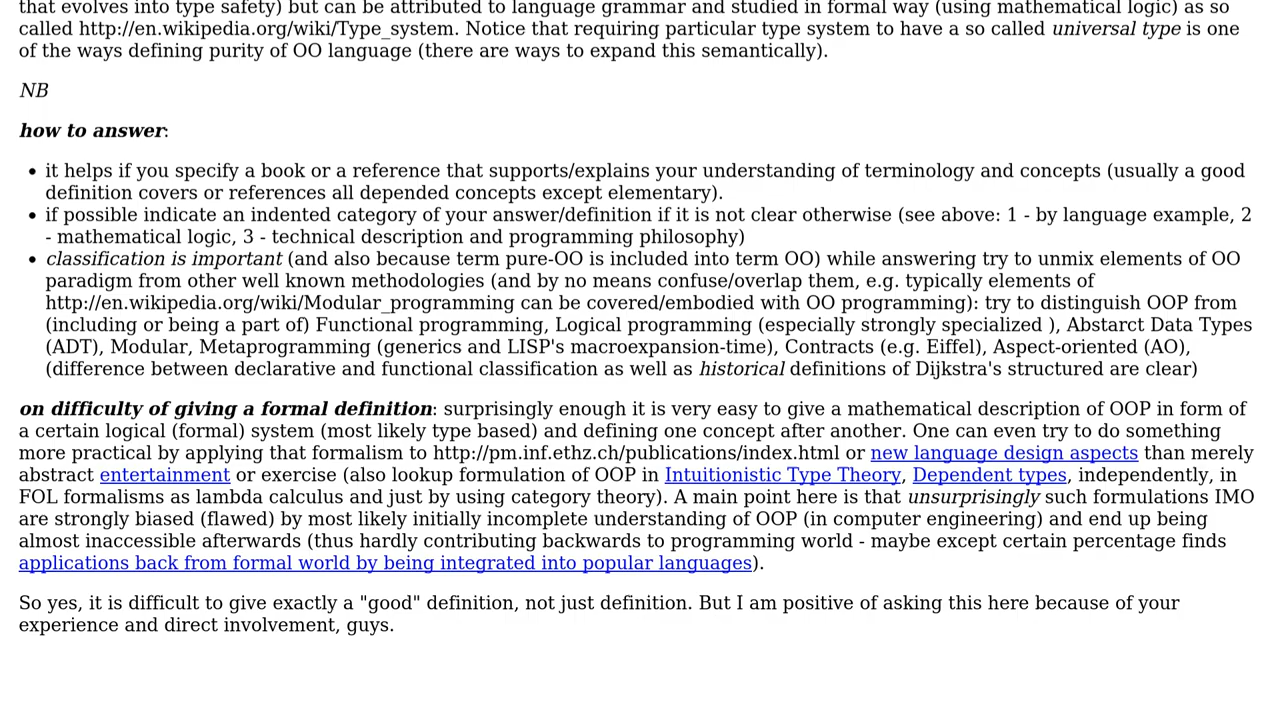 that evolves into type safety) but can be attributed to language grammar and studied in formal way (using mathematical logic) as so
called http://en.wikipedia.org/wiki/Type_system. Notice that requiring particular type system to have a so called universal type is one
of the ways defining purity of OO language (there are ways to expand this semantically).
NB
how to answer:
• it helps if you specify a book or a reference that supports/explains your understanding of terminology and concepts (usually a good
definition covers or references all depended concepts except elementary).
• if possible indicate an indented category of your answer/definition if it is not clear otherwise (see above: 1 - by language example, 2
- mathematical logic, 3 - technical description and programming philosophy)
• classification is important (and also because term pure-OO is included into term OO) while answering try to unmix elements of OO
paradigm from other well known methodologies (and by no means confuse/overlap them, e.g. typically elements of
http://en.wikipedia.org/wiki/Modular_programming can be covered/embodied with OO programming): try to distinguish OOP from
(including or being a part of) Functional programming, Logical programming (especially strongly specialized ), Abstarct Data Types
(ADT), Modular, Metaprogramming (generics and LISP's macroexpansion-time), Contracts (e.g. Eiffel), Aspect-oriented (AO),
(difference between declarative and functional classification as well as historical definitions of Dijkstra's structured are clear)
on difficulty of giving a formal definition: surprisingly enough it is very easy to give a mathematical description of OOP in form of
a certain logical (formal) system (most likely type based) and defining one concept after another. One can even try to do something
more practical by applying that formalism to http://pm.inf.ethz.ch/publications/index.html or new language design aspects than merely
abstract entertainment or exercise (also lookup formulation of OOP in Intuitionistic Type Theory, Dependent types, independently, in
FOL formalisms as lambda calculus and just by using category theory). A main point here is that unsurprisingly such formulations IMO
are strongly biased (flawed) by most likely initially incomplete understanding of OOP (in computer engineering) and end up being
almost inaccessible afterwards (thus hardly contributing backwards to programming world - maybe except certain percentage finds
applications back from formal world by being integrated into popular languages).
So yes, it is difficult to give exactly a "good" definition, not just definition. But I am positive of asking this here because of your
experience and direct involvement, guys.